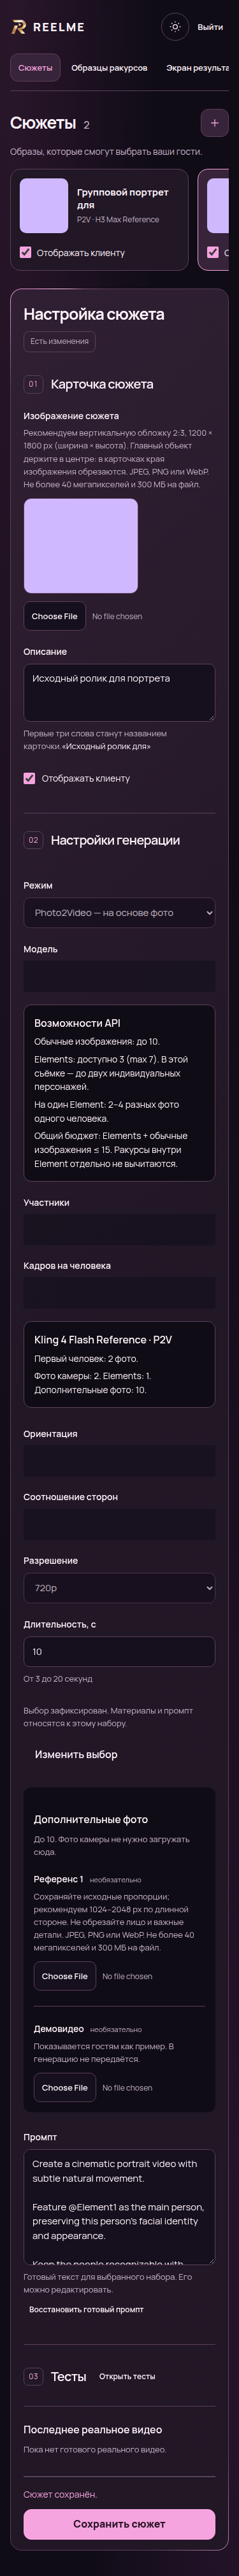 REELME
Выйти
Сюжеты
Образцы ракурсов
Экран результа
Сюжеты 2
+
Образы, которые смогут выбрать ваши гости.
Групповой портрет
для
P2V · H3 Max Reference
Отображать клиенту
Настройка сюжета
Есть изменения
01 Карточка сюжета
Изображение сюжета
Рекомендуем вертикальную обложку 2:3, 1200 ×
1800 px (ширина × высота). Главный объект
держите в центре: в карточках края
изображения обрезаются. JPEG, PNG или WebP.
Не более 40 мегапикселей и 300 МБ на файл.
Choose File No file chosen
Описание
Исходный ролик для портрета
Первые три слова станут названием
карточки.«Исходный ролик для»
Отображать клиенту
02 Настройки генерации
Режим
Photo2Video — на основе фото
Модель
Возможности API
Обычные изображения: до 10.
Elements: доступно 3 (max 7). В этой
съёмке — до двух индивидуальных
персонажей.
На один Element: 2–4 разных фото
одного человека.
Общий бюджет: Elements + обычные
изображения ≤ 15. Ракурсы внутри
Element отдельно не вычитаются.
Участники
Кадров на человека
Kling 4 Flash Reference · P2V
Первый человек: 2 фото.
Фото камеры: 2. Elements: 1.
Дополнительные фото: 10.
Ориентация
Соотношение сторон
Разрешение
720p
Длительность, с
10
От 3 до 20 секунд
Выбор зафиксирован. Материалы и промпт
относятся к этому набору.
Изменить выбор
Дополнительные фото
До 10. Фото камеры не нужно загружать
сюда.
Референс 1 необязательно
Сохраняйте исходные пропорции;
рекомендуем 1024–2048 px по длинной
стороне. Не обрезайте лицо и важные
детали. JPEG, PNG или WebP. Не более 40
мегапикселей и 300 МБ на файл.
Choose File No file chosen
Демовидео необязательно
Показывается гостям как пример. В
генерацию не передаётся.
Choose File No file chosen
Промпт
Create a cinematic portrait video with
subtle natural movement.
Feature @Element1 as the main person,
preserving this person's facial identity
and appearance.
Keep the people recognizable with
Готовый текст для выбранного набора. Его
можно редактировать.
Восстановить готовый промпт
03 Тесты Открыть тесты
Последнее реальное видео
Пока нет готового реального видео.
Сюжет сохранён.
Сохранить сюжет